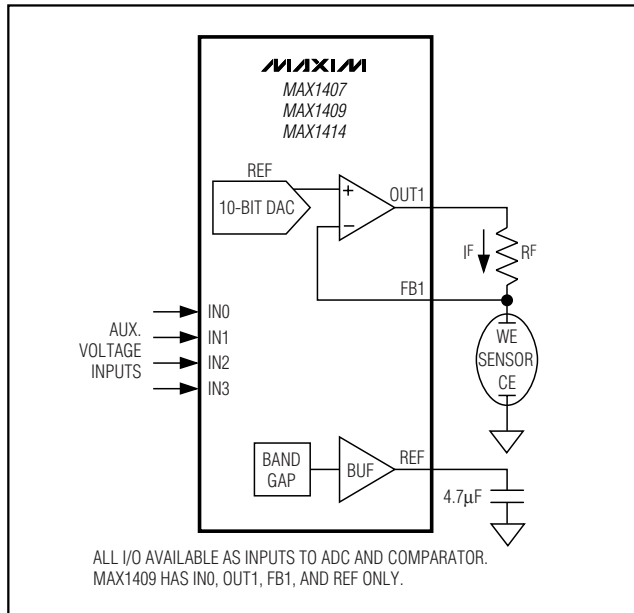 MAXIM
MAX1407
MAX1409
MAX1414
REF
10-BIT DAC
+
−
OUT1
IF
RF
FB1
AUX.
VOLTAGE
INPUTS
IN0
IN1
IN2
IN3
WE
SENSOR
CE
BAND
GAP
BUF
REF
4.7µF
ALL I/O AVAILABLE AS INPUTS TO ADC AND COMPARATOR.
MAX1409 HAS IN0, OUT1, FB1, AND REF ONLY.